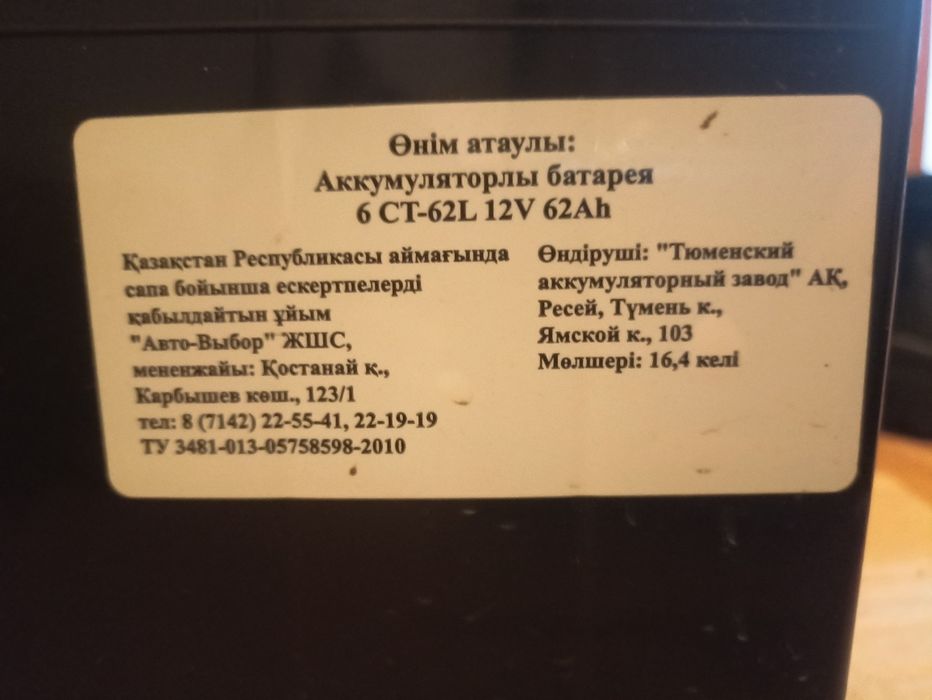 Өнім атаулы:
Аккумуляторлы батарея
6 СТ-62L 12V 62Ah
Қазақстан Республикасы аймағында
сапа бойынша ескертпелерді
қабылдайтын ұйым
"Авто-Выбор" ЖШС,
мененжайы: Қостанай қ.,
Карбышев көш., 123/1
тел: 8 (7142) 22-55-41, 22-19-19
ТУ 3481-013-05758598-2010
Өндіруші: "Тюменский
аккумуляторный завод" АҚ,
Ресей, Түмень к.,
Ямской к., 103
Мөлшері: 16,4 келі